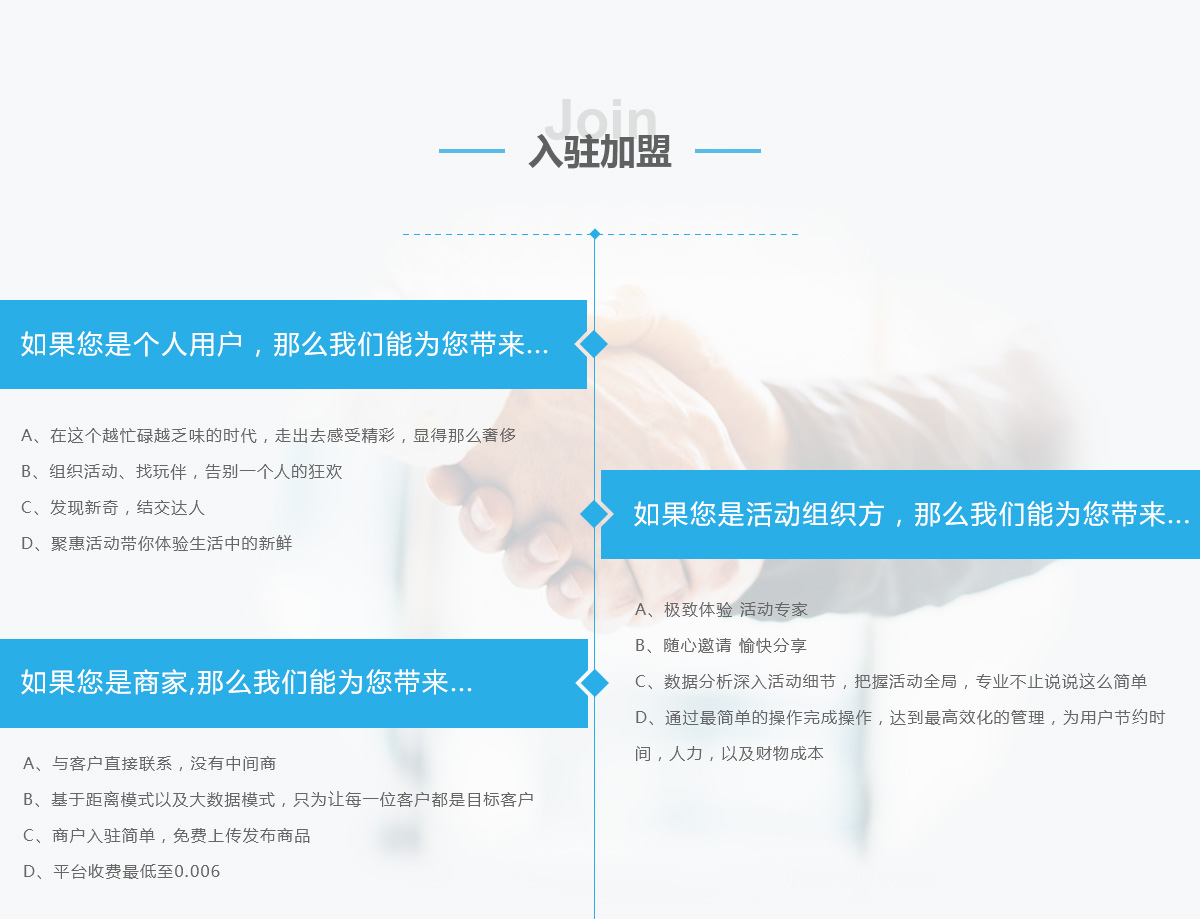 Join
入驻加盟
如果您是个人用户，那么我们能为您带来...
A、在这个越忙碌越乏味的时代，走出去感受精彩，显得那么奢侈
B、组织活动、找玩伴，告别一个人的狂欢
C、发现新奇，结交达人
D、聚惠活动带你体验生活中的新鲜
如果您是活动组织方，那么我们能为您带来...
A、极致体验 活动专家
B、随心邀请 愉快分享
C、数据分析深入活动细节，把握活动全局，专业不止说说这么简单
D、通过最简单的操作完成操作，达到最高效化的管理，为用户节约时
间，人力，以及财物成本
如果您是商家,那么我们能为您带来...
A、与客户直接联系，没有中间商
B、基于距离模式以及大数据模式，只为让每一位客户都是目标客户
C、商户入驻简单，免费上传发布商品
D、平台收费最低至0.006